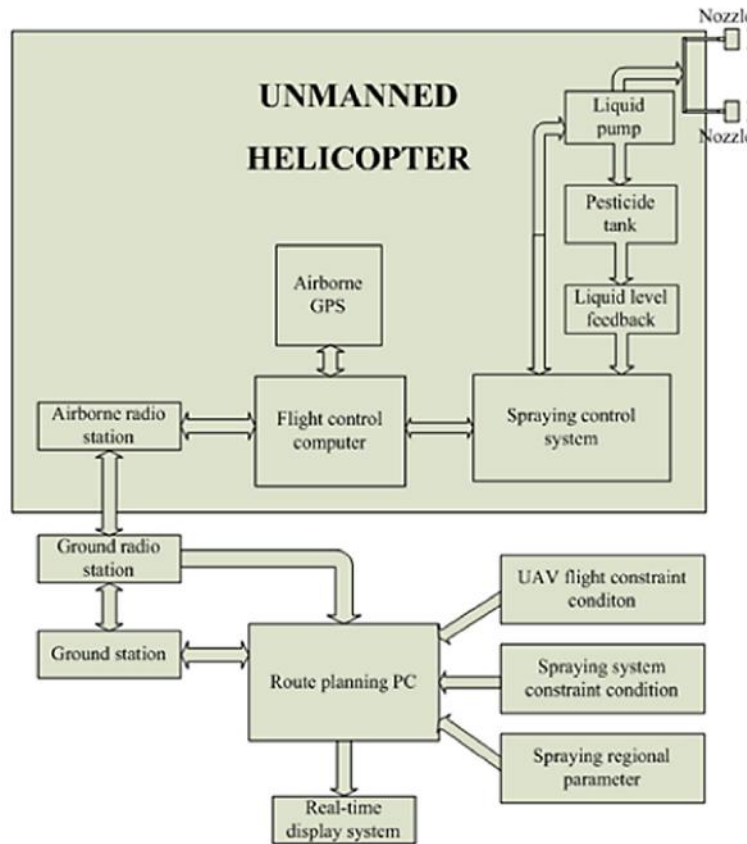 Nozzle
UNMANNED
HELICOPTER
Liquid
pump
Nozzle
Pesticide
tank
Airborne
GPS
Liquid level
feedback
Airborne radio
station
Flight control
computer
Spraying control
system
Ground radio
station
UAV flight constraint
conditon
Ground station
Route planning PC
Spraying system
constraint condition
Spraying regional
parameter
Real-time
display system